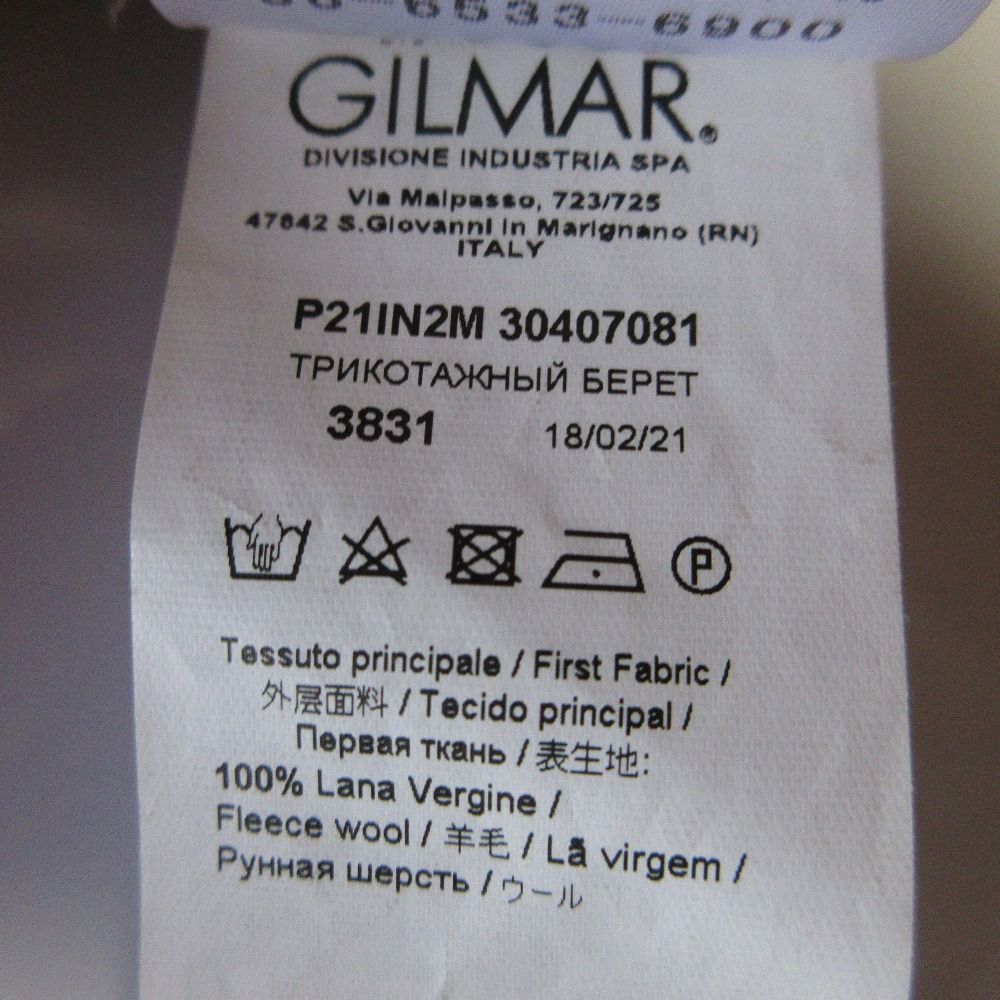 6533-6900
GILMAR®
DIVISIONE INDUSTRIA SPA
Via Malpasso, 723/725
47842 S.Giovanni in Marignano (RN)
ITALY
P21IN2M 30407081
ТРИКОТАЖНЫЙ БЕРЕТ
3831 18/02/21
P
Tessuto principale / First Fabric /
外层面料 / Tecido principal /
Первая ткань / 表生地:
100% Lana Vergine /
Fleece wool / 羊毛 / Lã virgem /
Рунная шерсть / ウール